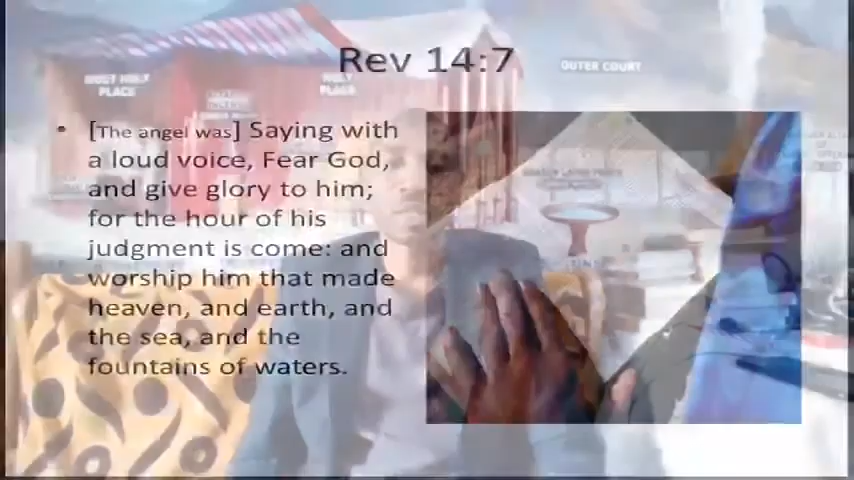 Rev 14:7
MOST HOLY
PLACE
HOLY
PLACE
OUTER COURT
• [The angel was] Saying with
a loud voice, Fear God,
and give glory to him;
for the hour of his
judgment is come: and
worship him that made
heaven, and earth, and
the sea, and the
fountains of waters.